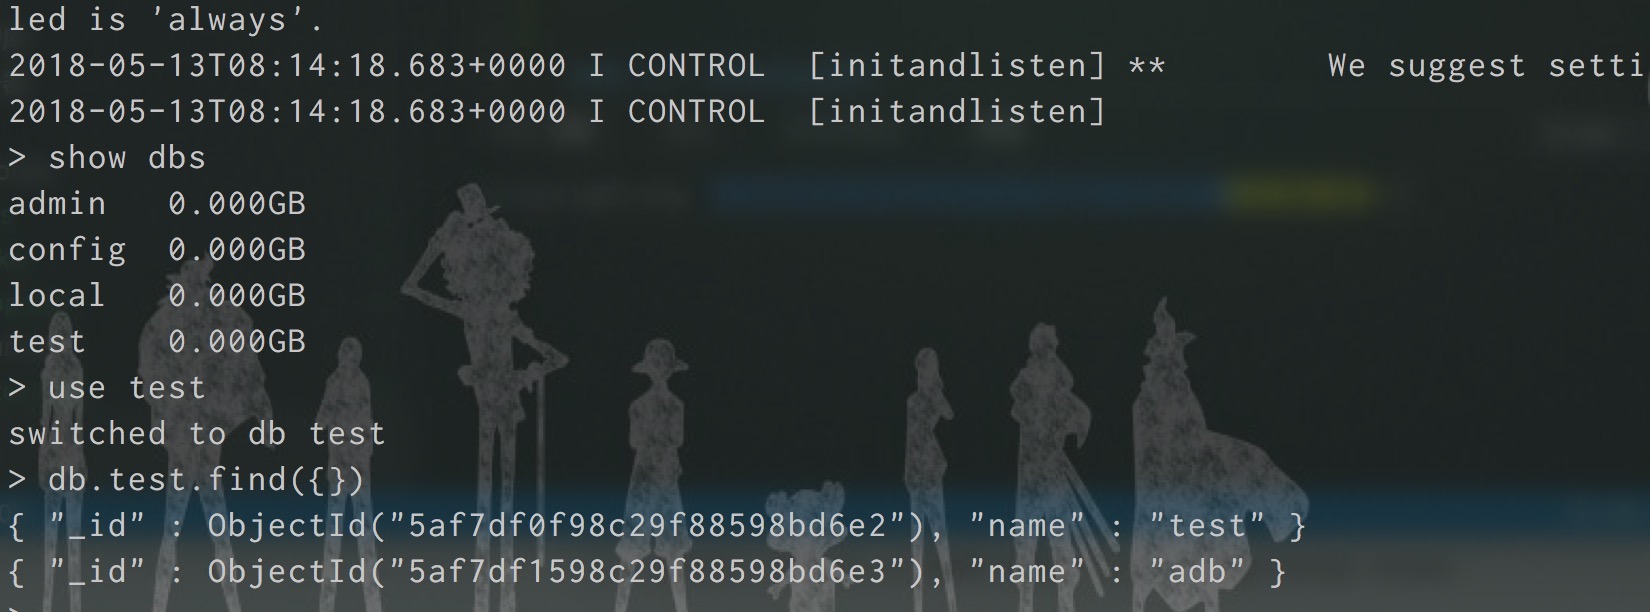 led is 'always'.
2018-05-13T08:14:18.683+0000 I CONTROL  [initandlisten] **        We suggest setti
2018-05-13T08:14:18.683+0000 I CONTROL  [initandlisten]
> show dbs
admin   0.000GB
config  0.000GB
local   0.000GB
test    0.000GB
> use test
switched to db test
> db.test.find({})
{ "_id" : ObjectId("5af7df0f98c29f88598bd6e2"), "name" : "test" }
{ "_id" : ObjectId("5af7df1598c29f88598bd6e3"), "name" : "adb" }
>